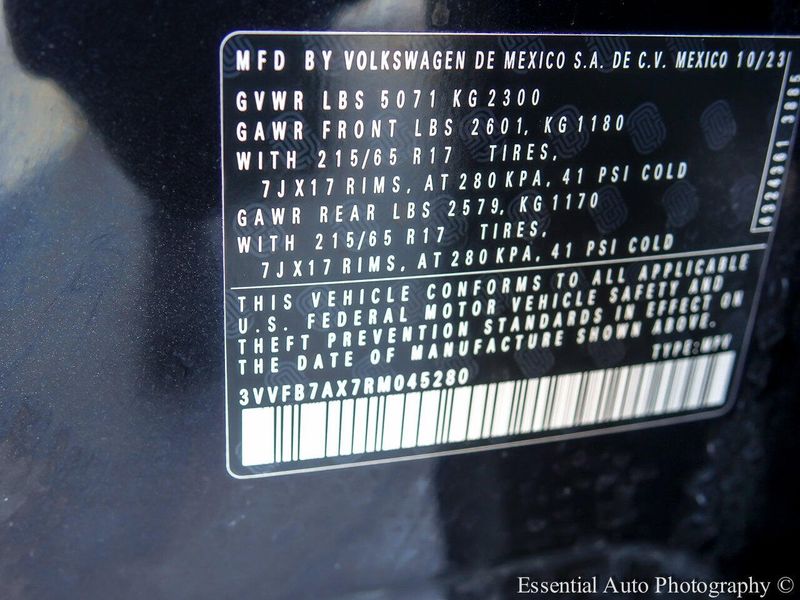 MFD BY VOLKSWAGEN DE MEXICO S.A. DE C.V. MEXICO 10/23
GVWR LBS 5071 KG 2300
GAWR FRONT LBS 2601, KG 1180
WITH 215/65 R17 TIRES,
7JX17 RIMS, AT 280 KPA, 41 PSI COLD
GAWR REAR LBS 2579, KG 1170
WITH 215/65 R17 TIRES,
7JX17 RIMS, AT 280 KPA, 41 PSI COLD
THIS VEHICLE CONFORMS TO ALL APPLICABLE
U.S. FEDERAL MOTOR VEHICLE SAFETY AND
THEFT PREVENTION STANDARDS IN EFFECT ON
THE DATE OF MANUFACTURE SHOWN ABOVE.
TYPE: MPV
3VVFB7AX7RM045280
Essential Auto Photography ©